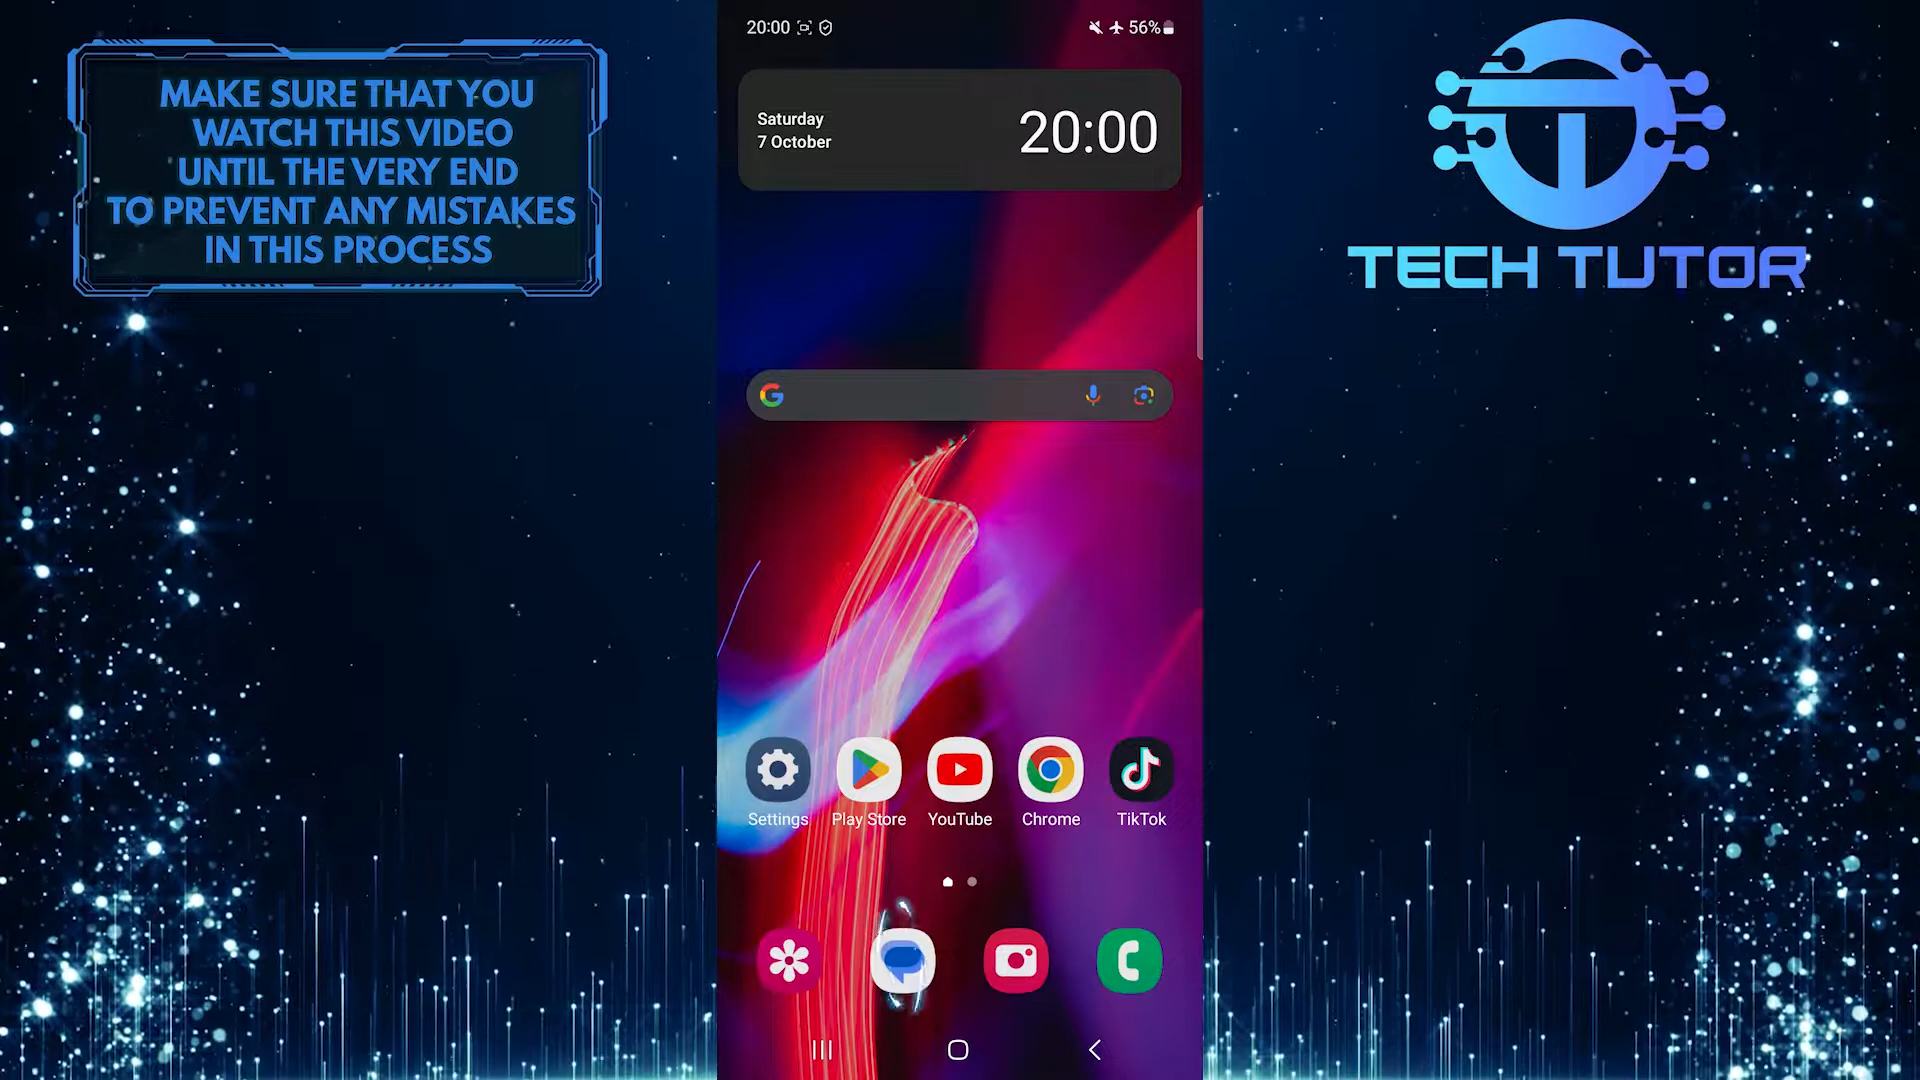 MAKE SURE THAT YOU
WATCH THIS VIDEO
UNTIL THE VERY END
TO PREVENT ANY MISTAKES
IN THIS PROCESS
20:00
56%
Saturday
7 October
20:00
Settings
Play Store
YouTube
Chrome
TikTok
TECH TUTOR